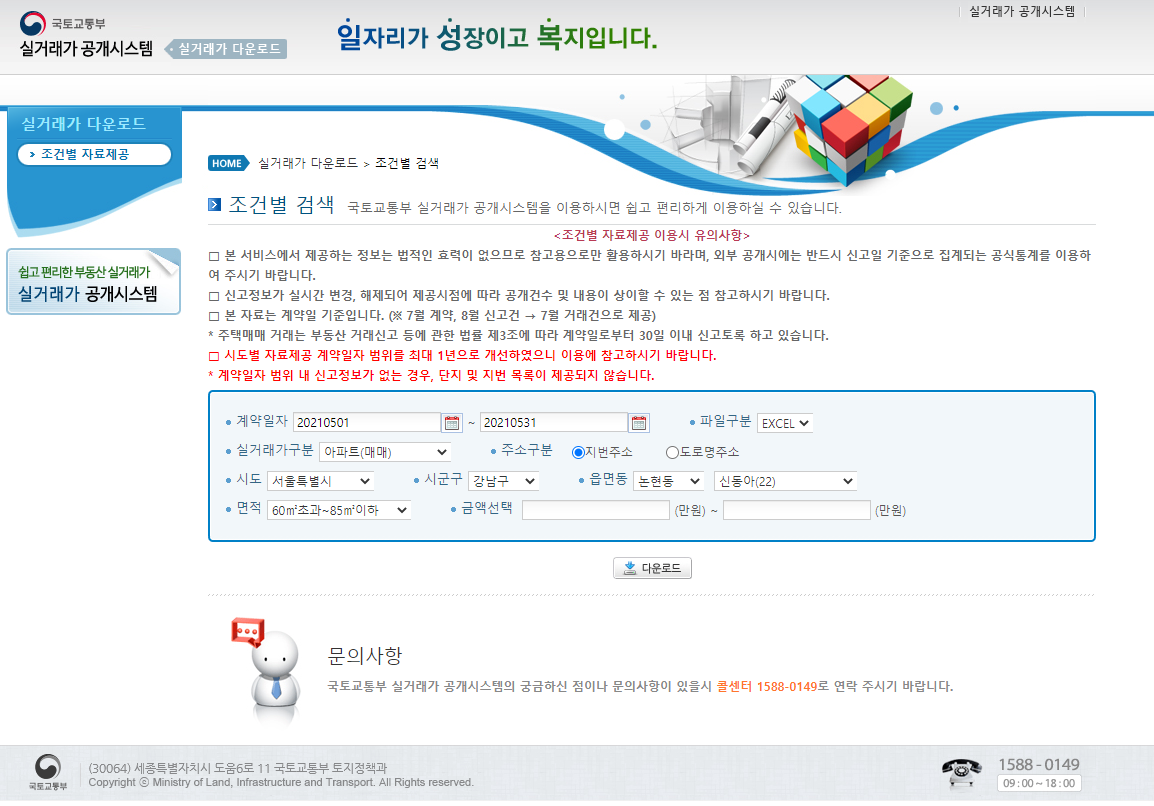 실거래가 공개시스템
국토교통부
실거래가 공개시스템
실거래가 다운로드
일자리가 성장이고 복지입니다.
실거래가 다운로드
조건별 자료제공
쉽고 편리한 부동산 실거래가
실거래가 공개시스템
HOME 실거래가 다운로드 > 조건별 검색
조건별 검색 국토교통부 실거래가 공개시스템을 이용하시면 쉽고 편리하게 이용하실 수 있습니다.
<조건별 자료제공 이용시 유의사항>
□ 본 서비스에서 제공하는 정보는 법적인 효력이 없으므로 참고용으로만 활용하시기 바라며, 외부 공개시에는 반드시 신고일 기준으로 집계되는 공식통계를 이용하
여 주시기 바랍니다.
□ 신고정보가 실시간 변경, 해제되어 제공시점에 따라 공개건수 및 내용이 상이할 수 있는 점 참고하시기 바랍니다.
□ 본 자료는 계약일 기준입니다. (※ 7월 계약, 8월 신고건 → 7월 거래건으로 제공)
* 주택매매 거래는 부동산 거래신고 등에 관한 법률 제3조에 따라 계약일로부터 30일 이내 신고토록 하고 있습니다.
□ 시도별 자료제공 계약일자 범위를 최대 1년으로 개선하였으니 이용에 참고하시기 바랍니다.
* 계약일자 범위 내 신고정보가 없는 경우, 단지 및 지번 목록이 제공되지 않습니다.
계약일자 20210501 ~ 20210531 파일구분 EXCEL
실거래가구분 아파트(매매) 주소구분 지번주소 도로명주소
시도 서울특별시 시군구 강남구 읍면동 논현동 신동아(22)
면적 60㎡초과~85㎡이하 금액선택 (만원) ~ (만원)
다운로드
문의사항
국토교통부 실거래가 공개시스템의 궁금하신 점이나 문의사항이 있을시 콜센터 1588-0149로 연락 주시기 바랍니다.
국토교통부
(30064) 세종특별자치시 도움6로 11 국토교통부 토지정책과
Copyright ⓒ Ministry of Land, Infrastructure and Transport. All Rights reserved.
1588 - 0149
09 : 00 ~ 18 : 00